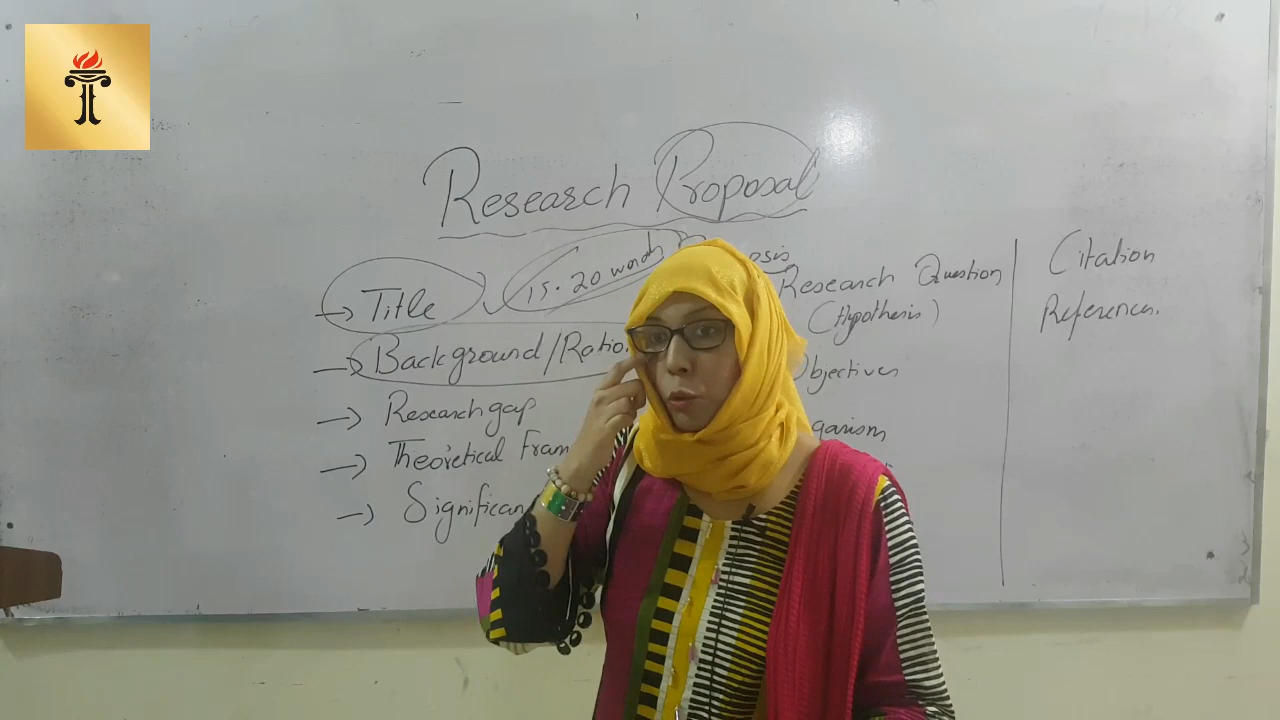 Research Proposal
Title 15-20 words
Background/Ratio
Research gap
Theoretical Fram
Significan
osis
Research Question
(Hypothesis)
Objectives
Citation
References.